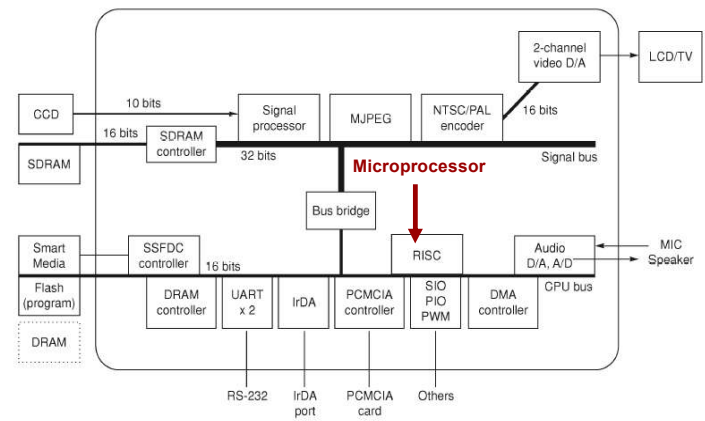 2-channel
video D/A
LCD/TV
10 bits
CCD
Signal
processor
MJPEG
NTSC/PAL
encoder
16 bits
16 bits
SDRAM
controller
32 bits
Signal bus
SDRAM
Microprocessor
Bus bridge
Smart
Media
SSFDC
controller
16 bits
RISC
Audio
D/A, A/D
MIC
Speaker
CPU bus
Flash
(program)
DRAM
controller
UART
x 2
IrDA
PCMCIA
controller
SIO
PIO
PWM
DMA
controller
DRAM
RS-232
IrDA
port
PCMCIA
card
Others